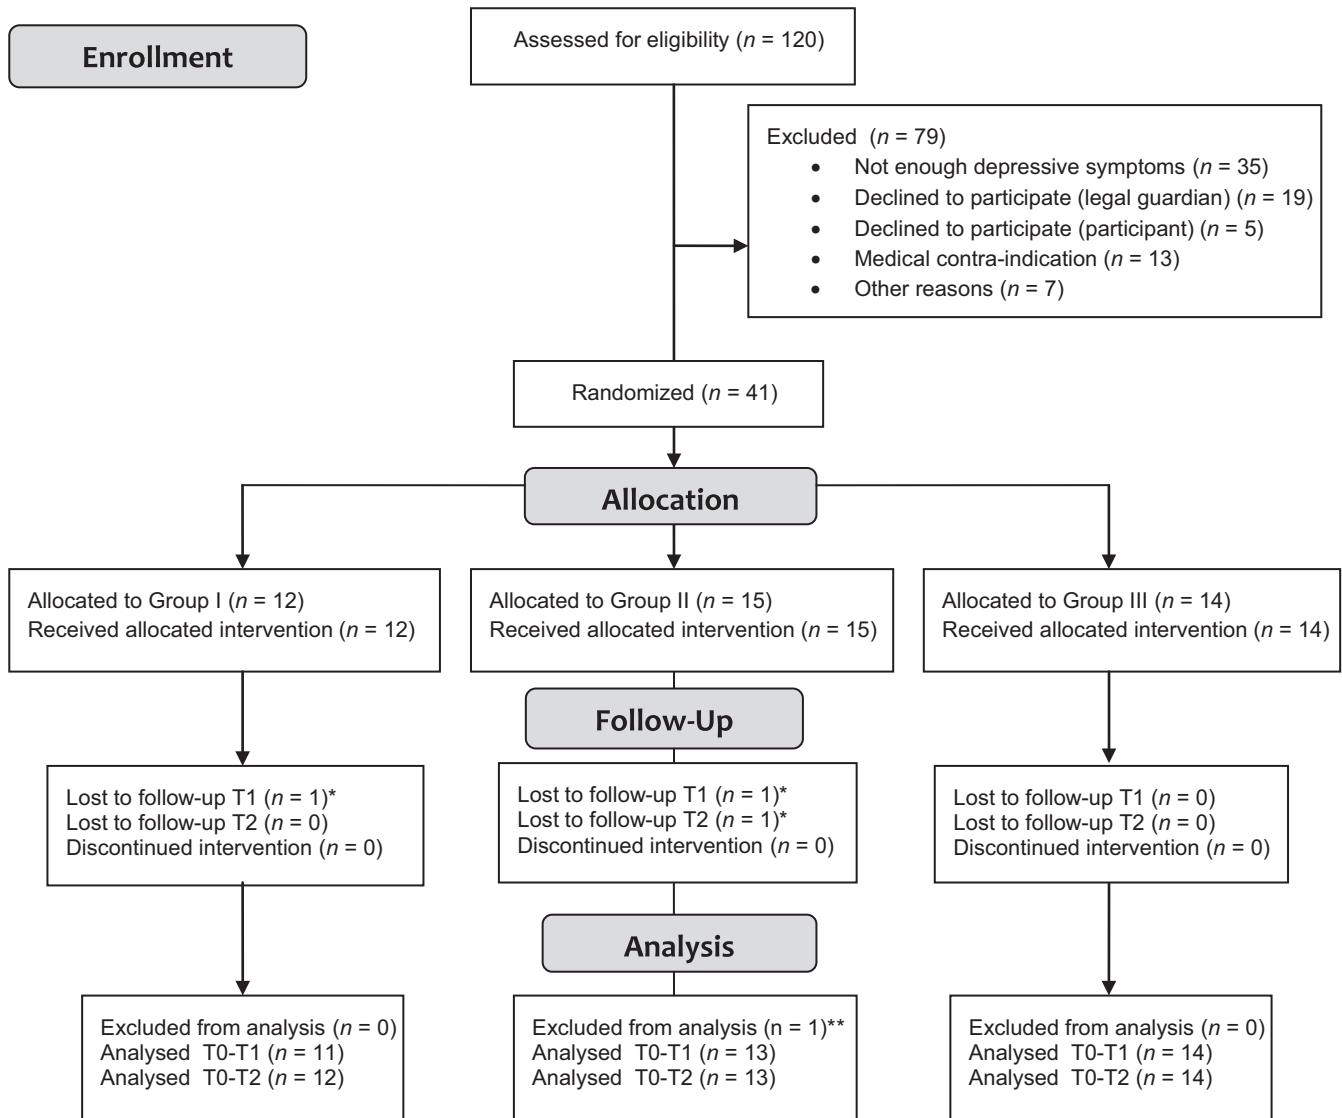 Enrollment
Assessed for eligibility (n = 120)
Excluded (n = 79)
• Not enough depressive symptoms (n = 35)
• Declined to participate (legal guardian) (n = 19)
• Declined to participate (participant) (n = 5)
• Medical contra-indication (n = 13)
• Other reasons (n = 7)
Randomized (n = 41)
Allocation
Allocated to Group I (n = 12)
Received allocated intervention (n = 12)
Allocated to Group II (n = 15)
Received allocated intervention (n = 15)
Allocated to Group III (n = 14)
Received allocated intervention (n = 14)
Follow-Up
Lost to follow-up T1 (n = 1)*
Lost to follow-up T2 (n = 0)
Discontinued intervention (n = 0)
Lost to follow-up T1 (n = 1)*
Lost to follow-up T2 (n = 1)*
Discontinued intervention (n = 0)
Lost to follow-up T1 (n = 0)
Lost to follow-up T2 (n = 0)
Discontinued intervention (n = 0)
Analysis
Excluded from analysis (n = 0)
Analysed T0-T1 (n = 11)
Analysed T0-T2 (n = 12)
Excluded from analysis (n = 1)**
Analysed T0-T1 (n = 13)
Analysed T0-T2 (n = 13)
Excluded from analysis (n = 0)
Analysed T0-T1 (n = 14)
Analysed T0-T2 (n = 14)